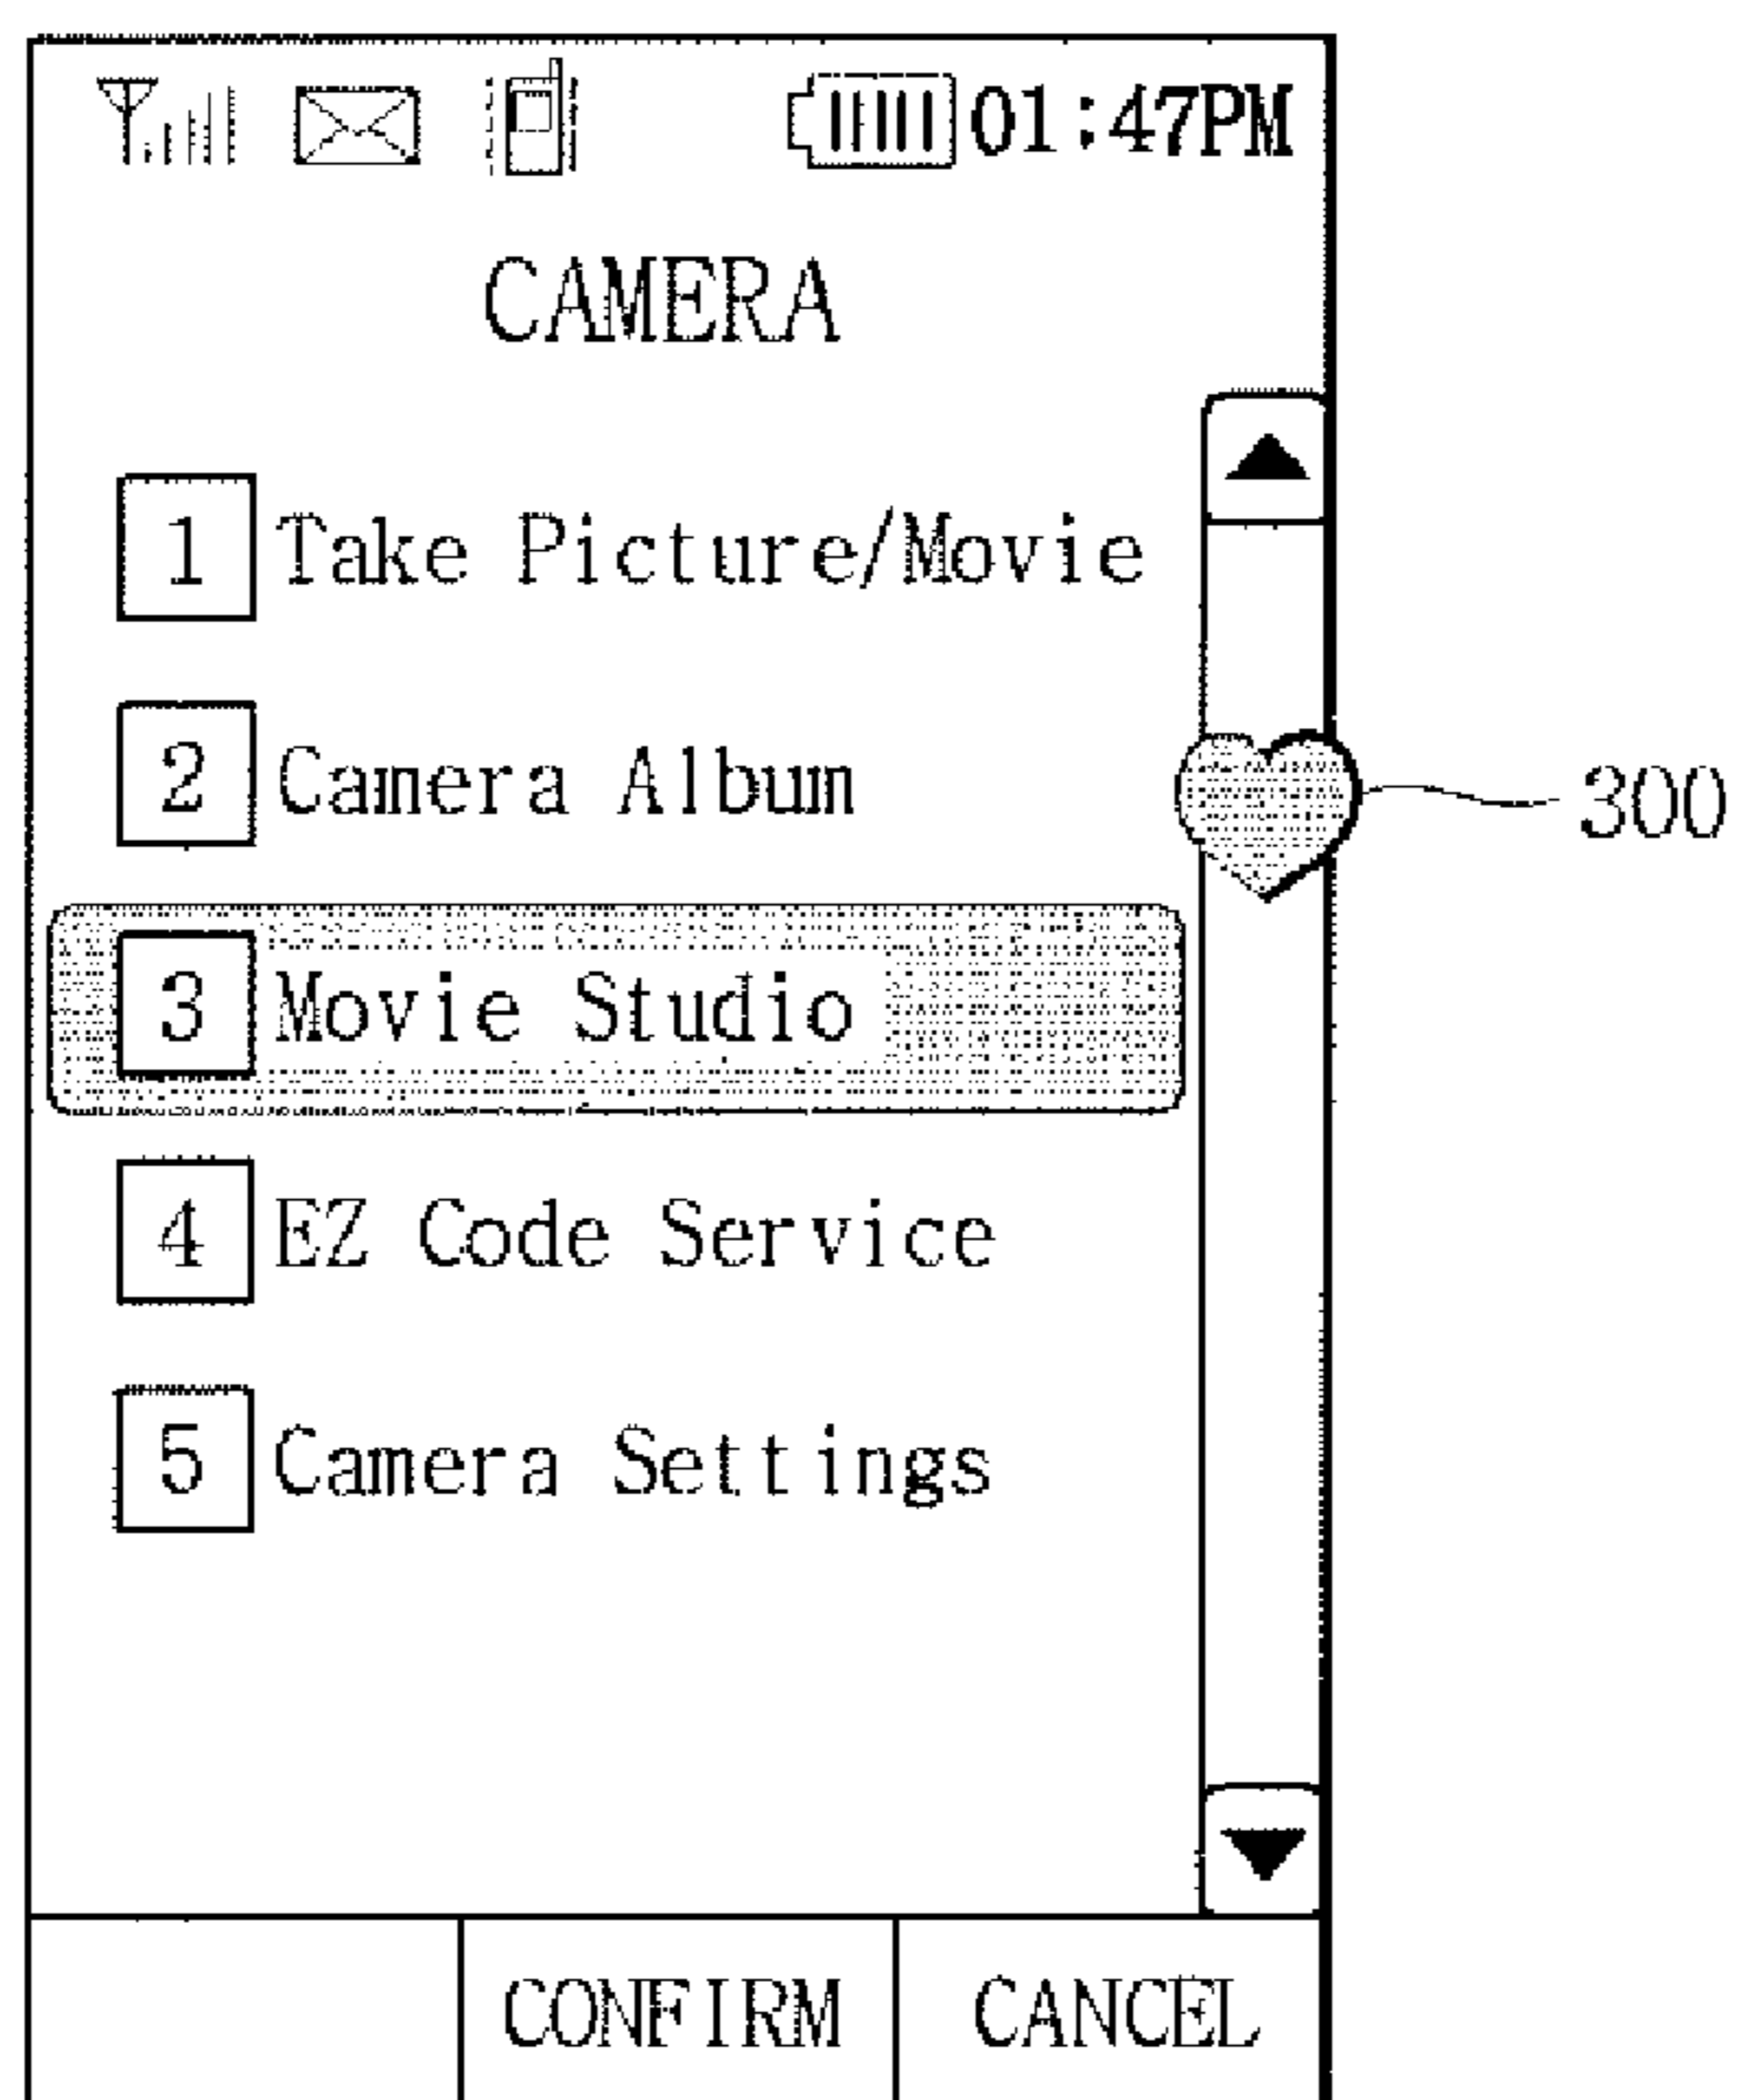 01:47PM
CAMERA
1 Take Picture/Movie
2 Camera Album
300
3 Movie Studio
4 EZ Code Service
5 Camera Settings
CONFIRM CANCEL